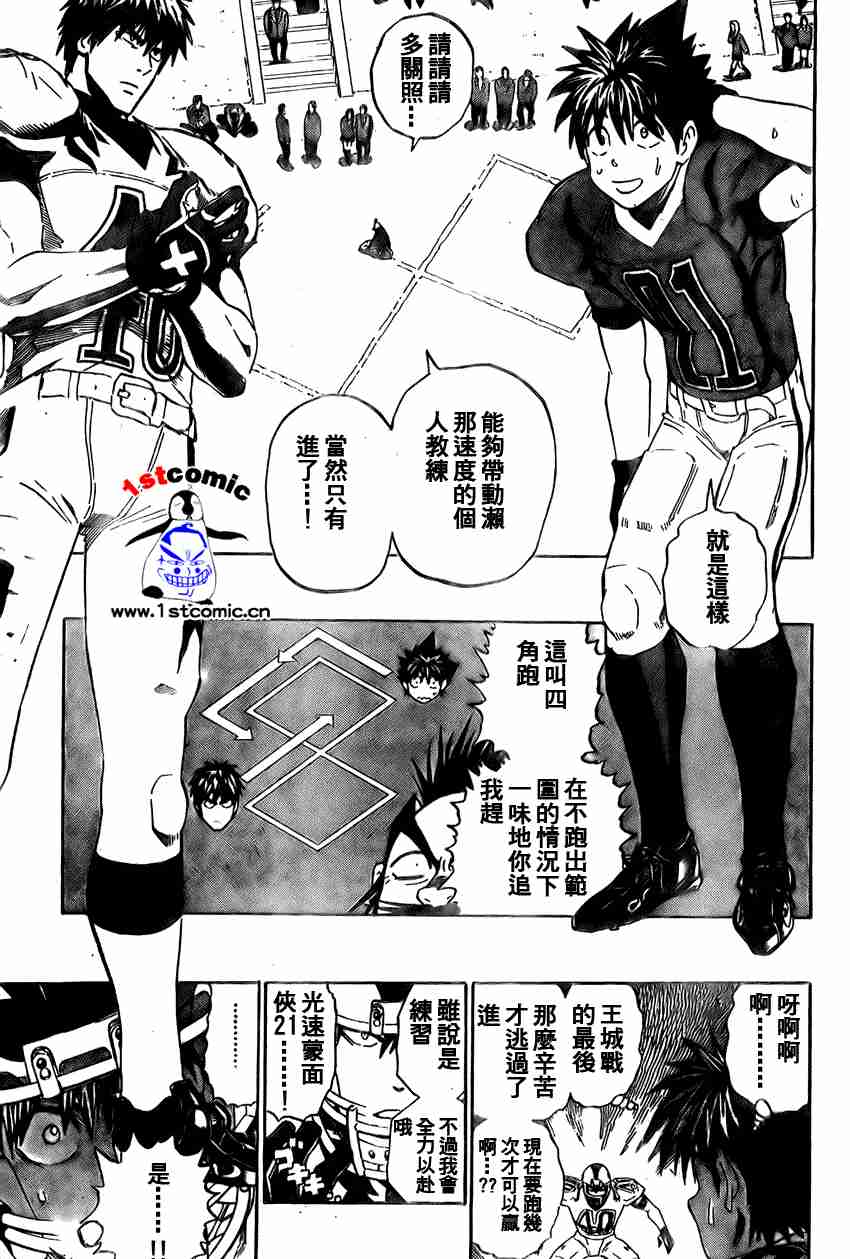 請請請
多關照…
21
10
就是這樣
能夠帶動瀨
那速度的個
人教練
當然只有
進了…！
1stcomic
www.1stcomic.cn
這叫四
角跑
在不跑出範
圍的情況下
一味地你追
我趕
呀啊啊
啊……
王城戰
的最後
那麼辛苦
才逃過了
進
現在要跑幾
次才可以贏
啊…??
雖說是
練習
不過我會
全力以赴
哦
光速蒙面
俠21……！
ゴキキ
………
是……!!